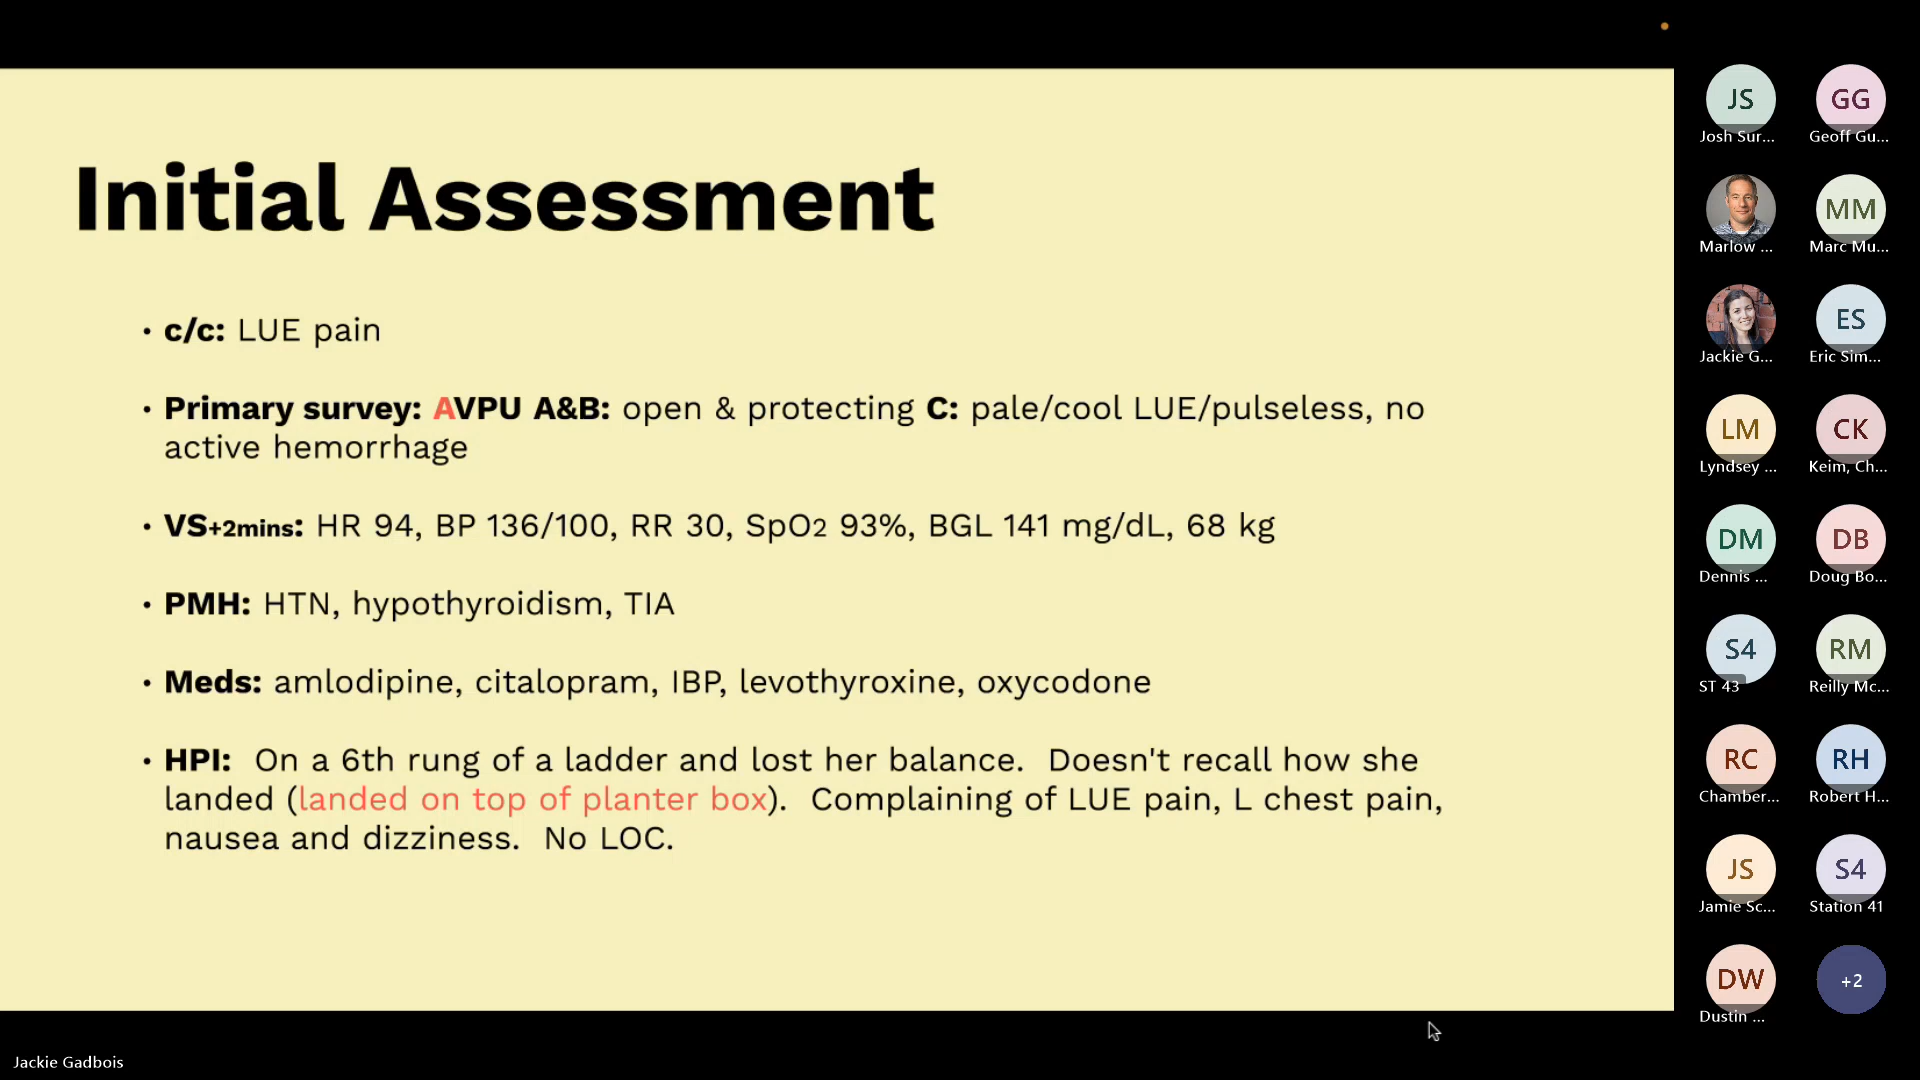 Initial Assessment
• c/c: LUE pain
• Primary survey: AVPU A&B: open & protecting C: pale/cool LUE/pulseless, no
active hemorrhage
• VS+2mins: HR 94, BP 136/100, RR 30, SpO2 93%, BGL 141 mg/dL, 68 kg
• PMH: HTN, hypothyroidism, TIA
• Meds: amlodipine, citalopram, IBP, levothyroxine, oxycodone
• HPI: On a 6th rung of a ladder and lost her balance. Doesn't recall how she
landed (landed on top of planter box). Complaining of LUE pain, L chest pain,
nausea and dizziness. No LOC.
JS
Josh Sur...
GG
Geoff Gu...
Marlow ...
MM
Marc Mu...
Jackie G...
ES
Eric Sim...
LM
Lyndsey ...
CK
Keim, Ch...
DM
Dennis ...
DB
Doug Bo...
S4
ST 43
RM
Reilly Mc...
RC
Chamber...
RH
Robert H...
JS
Jamie Sc...
S4
Station 41
DW
Dustin ...
+2
Jackie Gadbois